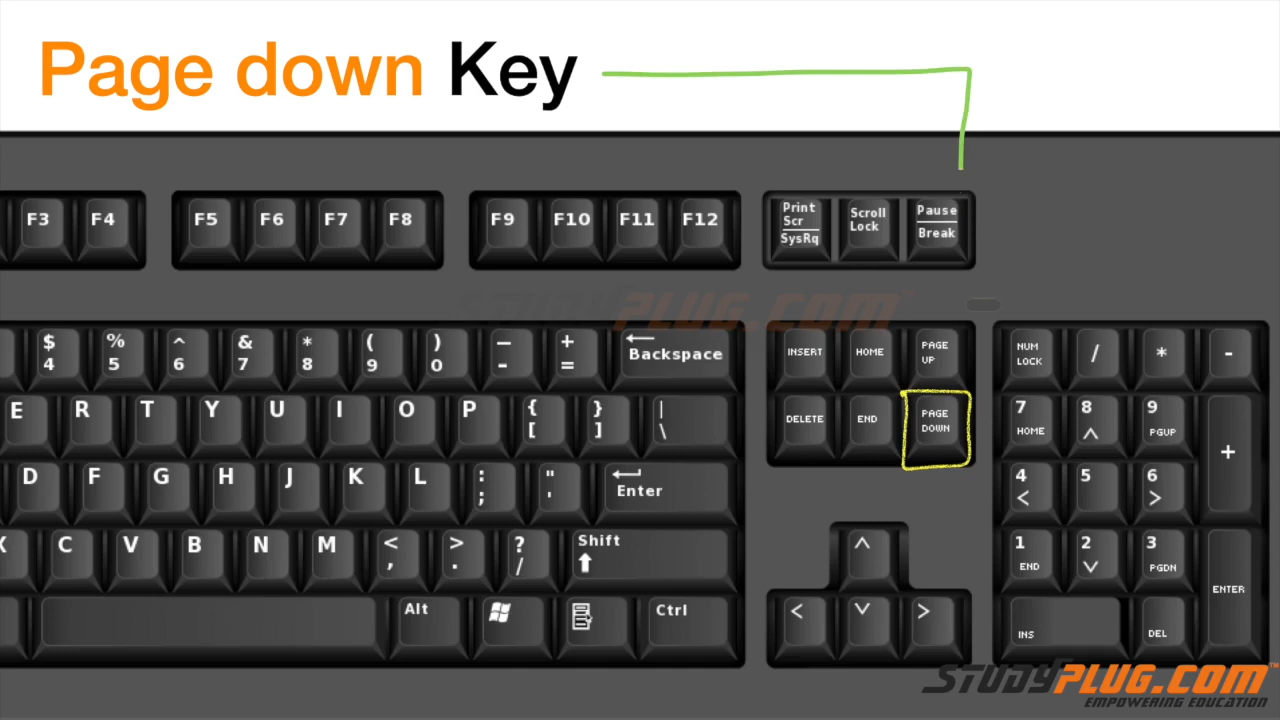 Page down Key
F3 F4 F5 F6 F7 F8 F9 F10 F11 F12 Print Scr SysRq Scroll Lock Pause Break
STUDYPLUG.COM™
$ 4 % 5 ^ 6 & 7 * 8 ( 9 ) 0 – - + = Backspace INSERT HOME PAGE UP NUM LOCK / * -
E R T Y U I O P { [ } ] | \ DELETE END PAGE DOWN 7 HOME 8 ^ 9 PGUP +
D F G H J K L : ; " ' Enter 4 < 5 6 >
X C V B N M < , > . ? / Shift ^ 1 END 2 v 3 PGDN ENTER
Alt Ctrl < v > INS DEL
STUDYPLUG.COM™
EMPOWERING EDUCATION